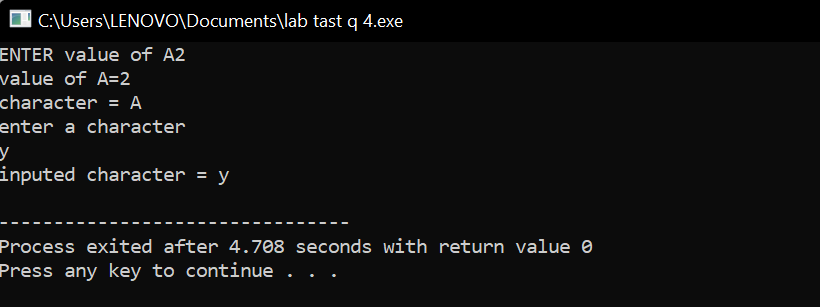 C:\Users\LENOVO\Documents\lab tast q 4.exe
ENTER value of A2
value of A=2
character = A
enter a character
y
inputed character = y
--------------------------------
Process exited after 4.708 seconds with return value 0
Press any key to continue . . .